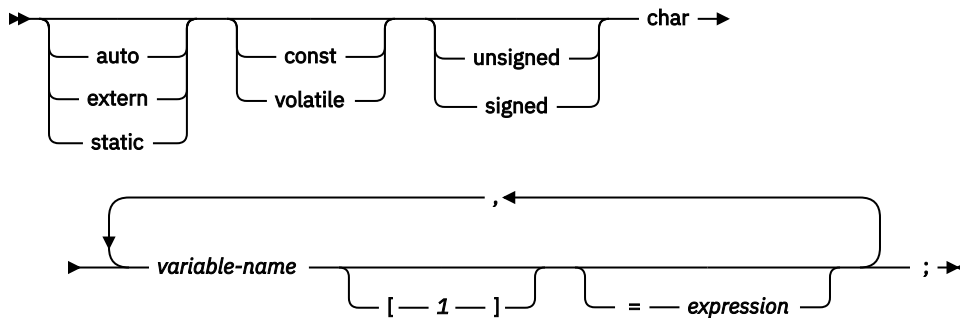 char
auto const unsigned
extern volatile signed
static
,
variable-name ;
[ 1 ] = expression